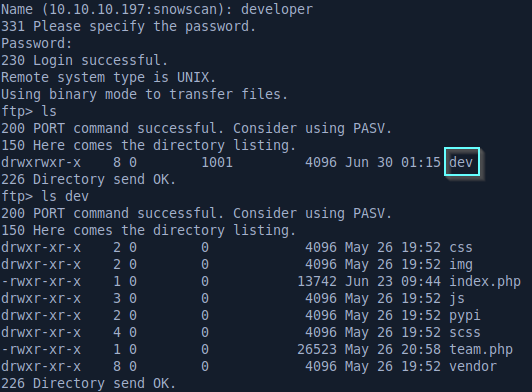 Name (10.10.10.197:snowscan): developer
331 Please specify the password.
Password:
230 Login successful.
Remote system type is UNIX.
Using binary mode to transfer files.
ftp> ls
200 PORT command successful. Consider using PASV.
150 Here comes the directory listing.
drwxrwxr-x    8 0        1001         4096 Jun 30 01:15 dev
226 Directory send OK.
ftp> ls dev
200 PORT command successful. Consider using PASV.
150 Here comes the directory listing.
drwxr-xr-x    2 0        0            4096 May 26 19:52 css
drwxr-xr-x    2 0        0            4096 May 26 19:52 img
-rwxr-xr-x    1 0        0           13742 Jun 23 09:44 index.php
drwxr-xr-x    3 0        0            4096 May 26 19:52 js
drwxr-xr-x    2 0        0            4096 May 26 19:52 pypi
drwxr-xr-x    4 0        0            4096 May 26 19:52 scss
-rwxr-xr-x    1 0        0           26523 May 26 20:58 team.php
drwxr-xr-x    8 0        0            4096 May 26 19:52 vendor
226 Directory send OK.